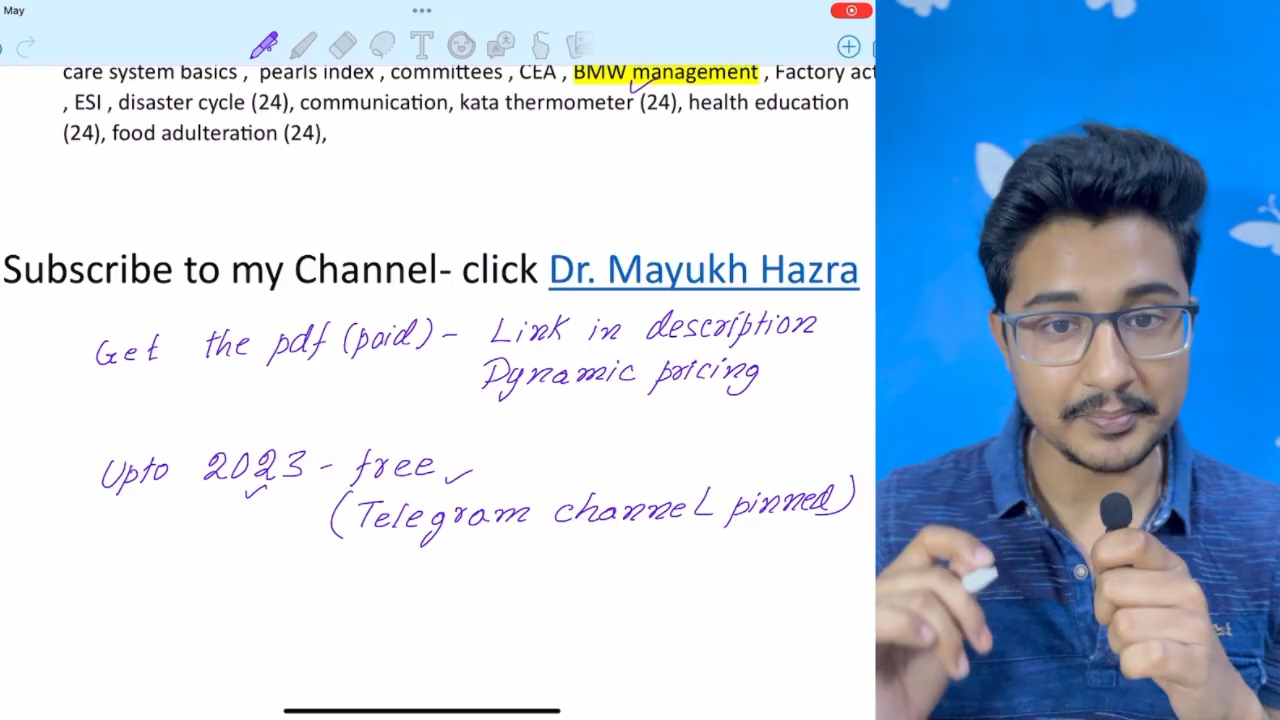 May
care system basics , pearls index , committees , CEA , BMW management , Factory act
, ESI , disaster cycle (24), communication, kata thermometer (24), health education
(24), food adulteration (24),
Subscribe to my Channel- click Dr. Mayukh Hazra
Get the pdf (paid) - Link in description
Dynamic pricing
Upto 2023 - free
(Telegram channel pinned)